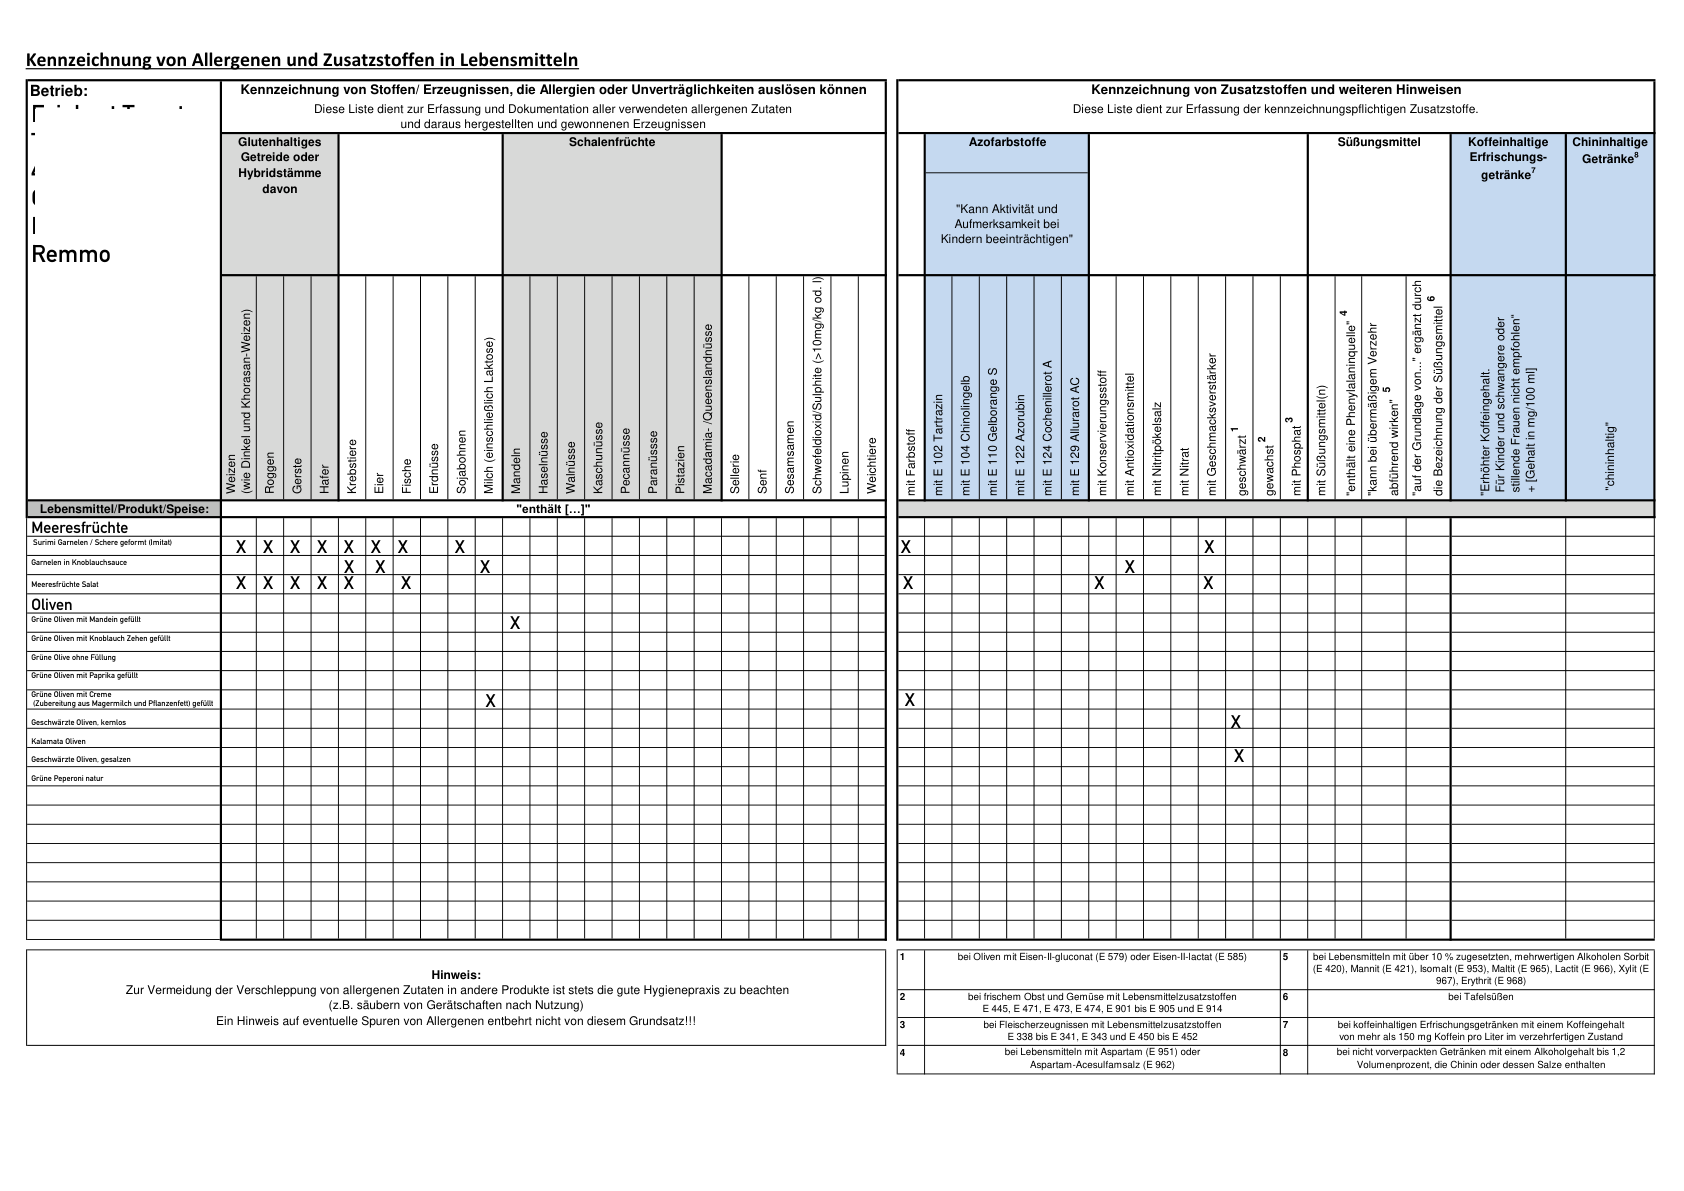 Kennzeichnung von Allergenen und Zusatzstoffen in Lebensmitteln
Betrieb:
Remmo
Kennzeichnung von Stoffen/ Erzeugnissen, die Allergien oder Unverträglichkeiten auslösen können
Diese Liste dient zur Erfassung und Dokumentation aller verwendeten allergenen Zutaten
und daraus hergestellten und gewonnenen Erzeugnissen
Kennzeichnung von Zusatzstoffen und weiteren Hinweisen
Diese Liste dient zur Erfassung der kennzeichnungspflichtigen Zusatzstoffe.
Glutenhaltiges
Getreide oder
Hybridstämme
davon
Schalenfrüchte
Azofarbstoffe
"Kann Aktivität und
Aufmerksamkeit bei
Kindern beeinträchtigen"
Süßungsmittel
Koffeinhaltige
Erfrischungs-
getränke7
Chininhaltige
Getränke8
Weizen
(wie Dinkel und Khorasan-Weizen)
Roggen
Gerste
Hafer
Krebstiere
Eier
Fische
Erdnüsse
Sojabohnen
Milch (einschließlich Laktose)
Mandeln
Haselnüsse
Walnüsse
Kaschunüsse
Pecannüsse
Paranüsse
Pistazien
Macadamia- /Queenslandnüsse
Sellerie
Senf
Sesamsamen
Schwefeldioxid/Sulphite (>10mg/kg od. l)
Lupinen
Weichtiere
mit Farbstoff
mit E 102 Tartrazin
mit E 104 Chinolingelb
mit E 110 Gelborange S
mit E 122 Azorubin
mit E 124 Cochenillerot A
mit E 129 Allurarot AC
mit Konservierungsstoff
mit Antioxidationsmittel
mit Nitritpökelsalz
mit Nitrat
mit Geschmacksverstärker
geschwärzt 1
gewachst 2
mit Phosphat 3
mit Süßungsmittel(n)
"enthält eine Phenylalaninquelle" 4
"kann bei übermäßigem Verzehr
abführend wirken" 5
"auf der Grundlage von..." ergänzt durch
die Bezeichnung der Süßungsmittel 6
"Erhöhter Koffeingehalt.
Für Kinder und schwangere oder
stillende Frauen nicht empfohlen"
+ [Gehalt in mg/100 ml]
"chininhaltig"
Lebensmittel/Produkt/Speise:
"enthält [...]"
Meeresfrüchte
Surimi Garnelen / Schere geformt (Imitat) X X X X X X X X X X
Garnelen in Knoblauchsauce X X X X
Meeresfrüchte Salat X X X X X X X X X
Oliven
Grüne Oliven mit Mandeln gefüllt X
Grüne Oliven mit Knoblauch Zehen gefüllt
Grüne Olive ohne Füllung
Grüne Oliven mit Paprika gefüllt
Grüne Oliven mit Creme
(Zubereitung aus Magermilch und Pflanzenfett) gefüllt X X
Geschwärzte Oliven, kernlos X
Kalamata Oliven
Geschwärzte Oliven, gesalzen X
Grüne Peperoni natur
Hinweis:
Zur Vermeidung der Verschleppung von allergenen Zutaten in andere Produkte ist stets die gute Hygienepraxis zu beachten
(z.B. säubern von Gerätschaften nach Nutzung)
Ein Hinweis auf eventuelle Spuren von Allergenen entbehrt nicht von diesem Grundsatz!!!
1 bei Oliven mit Eisen-II-gluconat (E 579) oder Eisen-II-lactat (E 585)
5 bei Lebensmitteln mit über 10 % zugesetzten, mehrwertigen Alkoholen Sorbit
(E 420), Mannit (E 421), Isomalt (E 953), Maltit (E 965), Lactit (E 966), Xylit (E
967), Erythrit (E 968)
2 bei frischem Obst und Gemüse mit Lebensmittelzusatzstoffen
E 445, E 471, E 473, E 474, E 901 bis E 905 und E 914
6 bei Tafelsüßen
3 bei Fleischerzeugnissen mit Lebensmittelzusatzstoffen
E 338 bis E 341, E 343 und E 450 bis E 452
7 bei koffeinhaltigen Erfrischungsgetränken mit einem Koffeingehalt
von mehr als 150 mg Koffein pro Liter im verzehrfertigen Zustand
4 bei Lebensmitteln mit Aspartam (E 951) oder
Aspartam-Acesulfamsalz (E 962)
8 bei nicht vorverpackten Getränken mit einem Alkoholgehalt bis 1,2
Volumenprozent, die Chinin oder dessen Salze enthalten